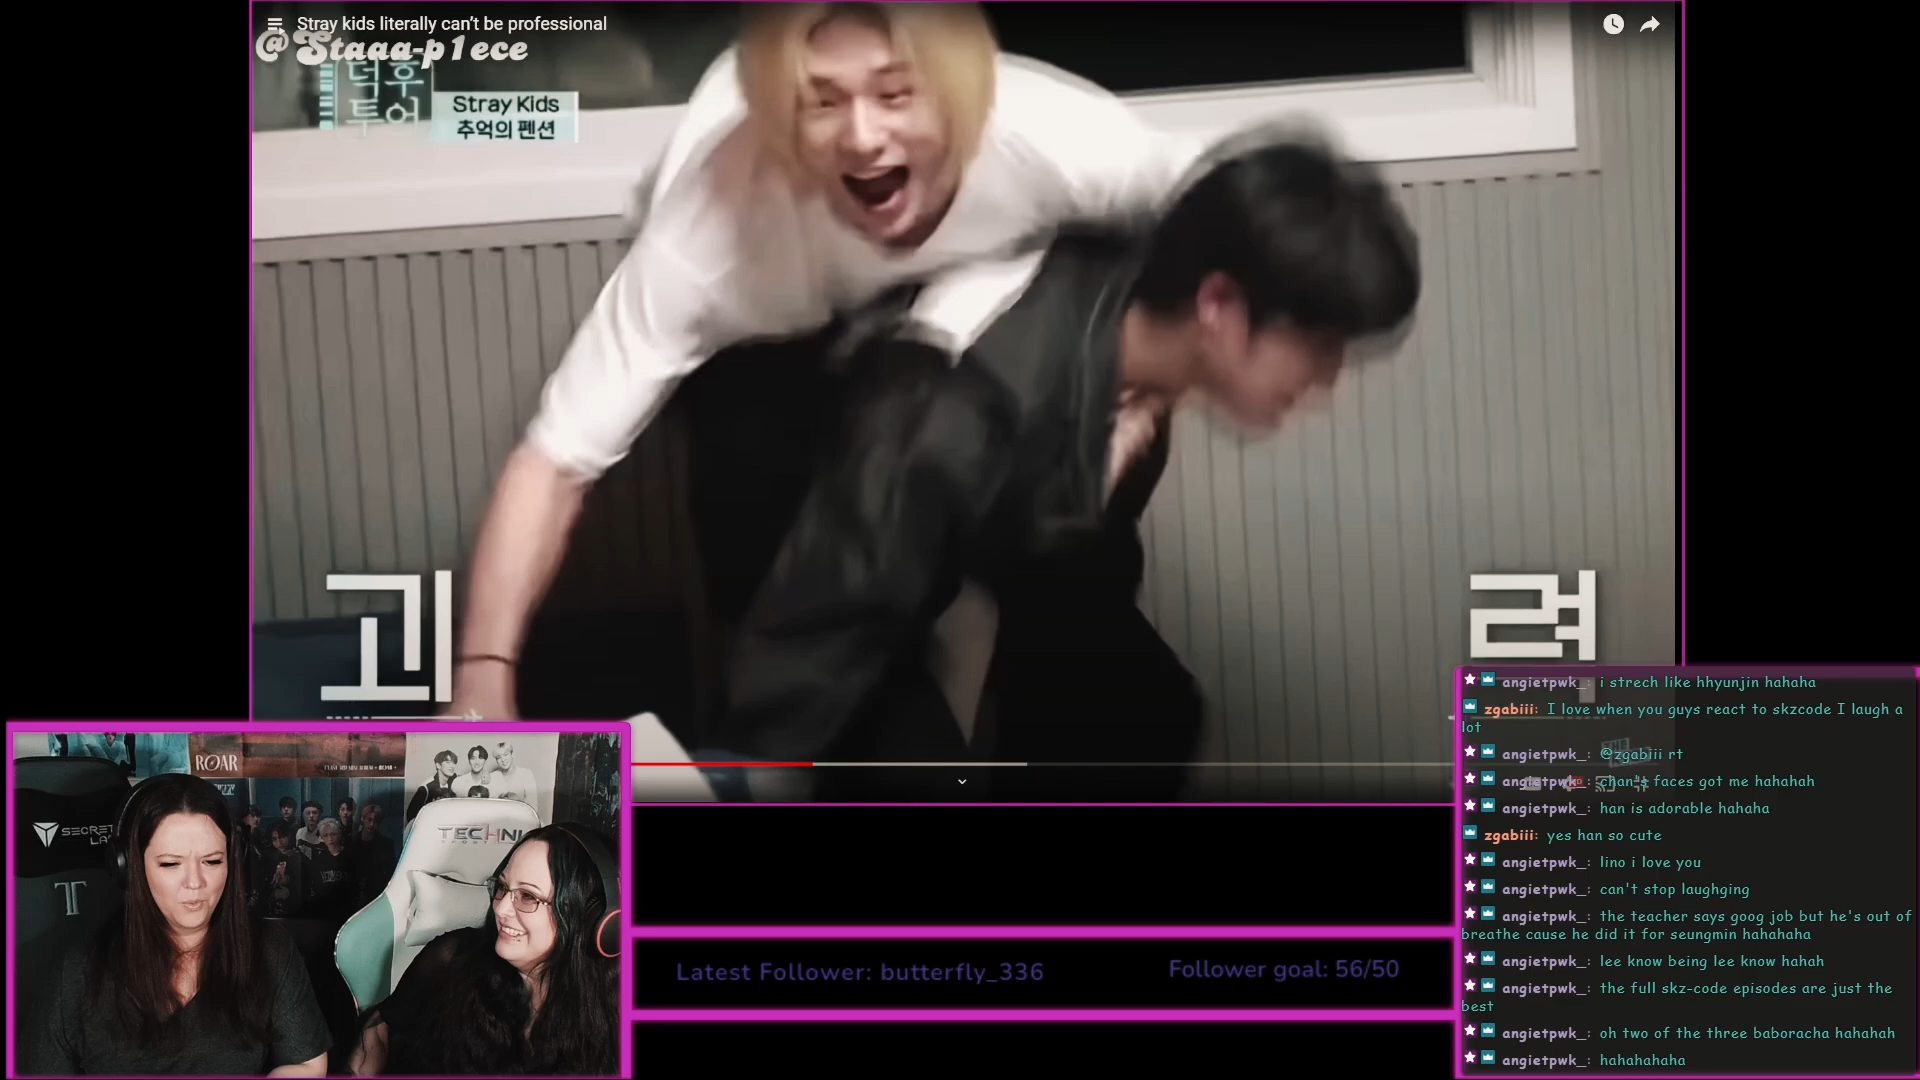 Stray kids literally can't be professional
@Staaa-p1ece
덕후
투어
Stray Kids
추억의 펜션
괴
력
ROAR
SECRET
LA
TECHNI
SPORT
Latest Follower: butterfly_336
Follower goal: 56/50
angietpwk_: i strech like hhyunjin hahaha
zgabiii: I love when you guys react to skzcode I laugh a
lot
angietpwk_: @zgabiii rt
angietpwk_: chan's faces got me hahahah
angietpwk_: han is adorable hahaha
zgabiii: yes han so cute
angietpwk_: lino i love you
angietpwk_: can't stop laughging
angietpwk_: the teacher says goog job but he's out of
breathe cause he did it for seungmin hahahaha
angietpwk_: lee know being lee know hahah
angietpwk_: the full skz-code episodes are just the
best
angietpwk_: oh two of the three baboracha hahahah
angietpwk_: hahahahaha